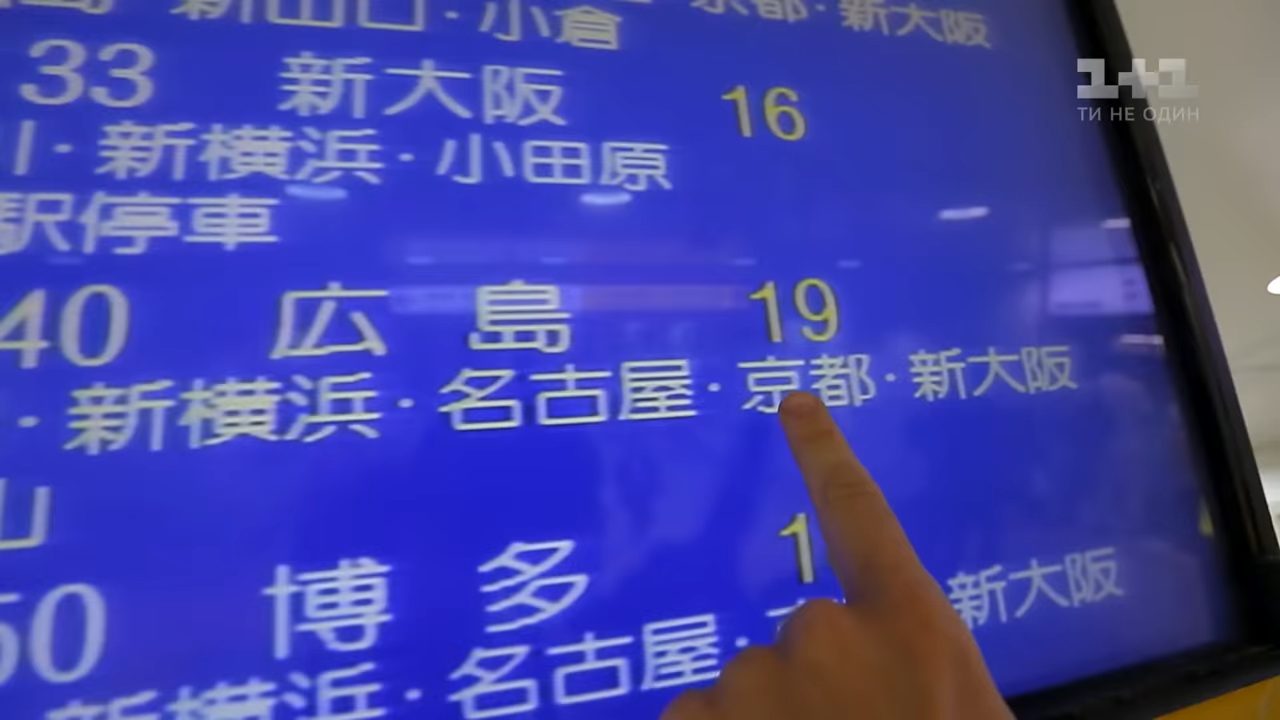 新山口・小倉
京都・新大阪
33 新大阪 16
・新横浜・小田原
駅停車
40 広島 19
・新横浜・名古屋・京都・新大阪
山
50 博多 1
新横浜・名古屋・ 新大阪
1+1
ТИ НЕ ОДИН